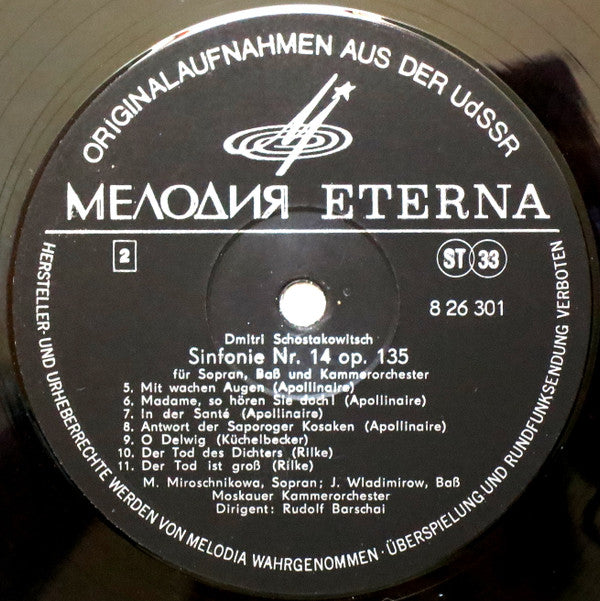 ORIGINALAUFNAHMEN AUS DER UdSSR
МЕЛОДИЯ ETERNA
2
ST 33
8 26 301
Dmitri Schostakowitsch
Sinfonie Nr. 14 op. 135
für Sopran, Baß und Kammerorchester
5. Mit wachen Augen (Apollinaire)
6. Madame, so hören Sie doch! (Apollinaire)
7. In der Santé (Apollinaire)
8. Antwort der Saporoger Kosaken (Apollinaire)
9. O Delwig (Küchelbecker)
10. Der Tod des Dichters (Rilke)
11. Der Tod ist groß (Rilke)
M. Miroschnikowa, Sopran; J. Wladimirow, Baß
Moskauer Kammerorchester
Dirigent: Rudolf Barschai
HERSTELLER- UND URHEBERRECHTE WERDEN VON MELODIA WAHRGENOMMEN · ÜBERSPIELUNG UND RUNDFUNKSENDUNG VERBOTEN